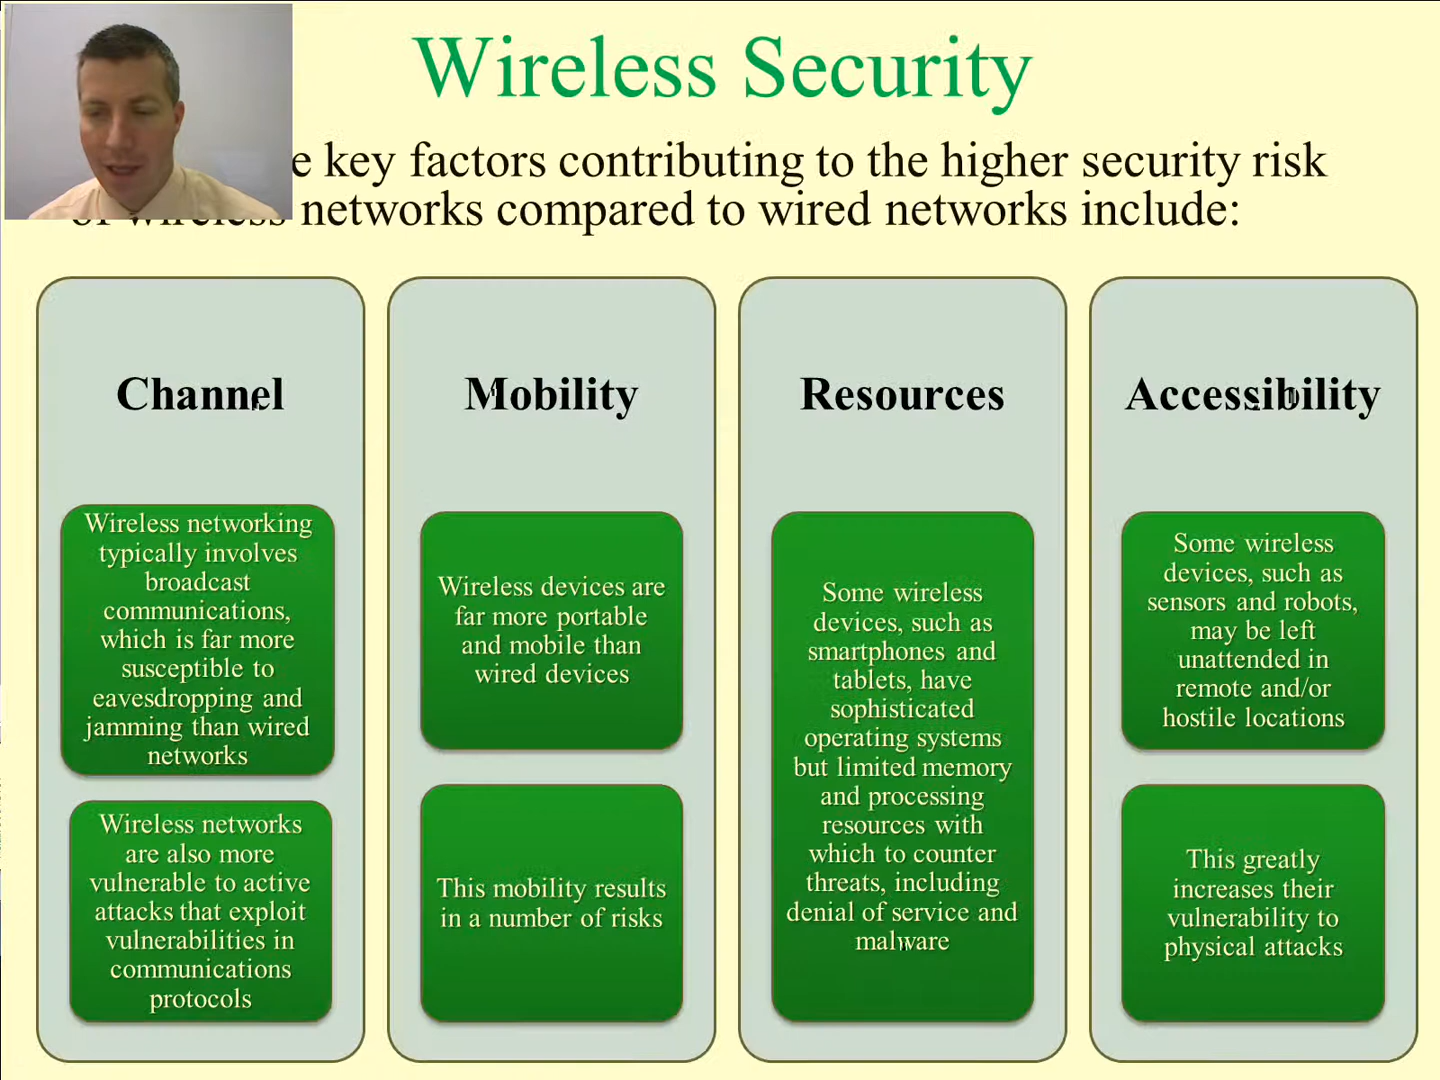 Wireless Security
key factors contributing to the higher security risk
of wireless networks compared to wired networks include:
Channel
Wireless networking
typically involves
broadcast
communications,
which is far more
susceptible to
eavesdropping and
jamming than wired
networks
Wireless networks
are also more
vulnerable to active
attacks that exploit
vulnerabilities in
communications
protocols
Mobility
Wireless devices are
far more portable
and mobile than
wired devices
This mobility results
in a number of risks
Resources
Some wireless
devices, such as
smartphones and
tablets, have
sophisticated
operating systems
but limited memory
and processing
resources with
which to counter
threats, including
denial of service and
malware
Accessibility
Some wireless
devices, such as
sensors and robots,
may be left
unattended in
remote and/or
hostile locations
This greatly
increases their
vulnerability to
physical attacks